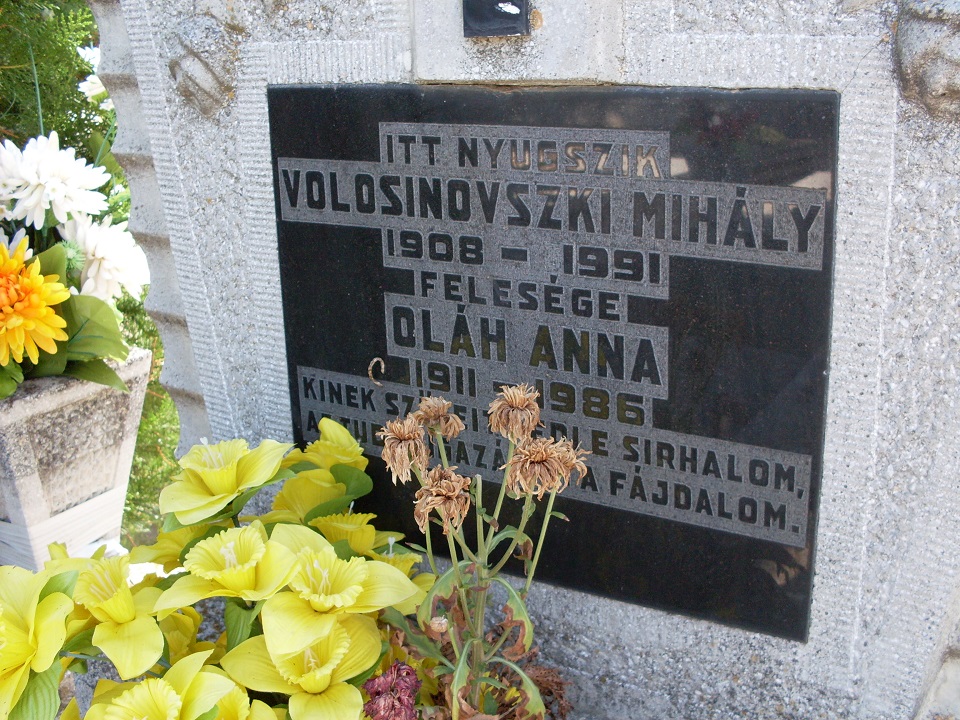 ITT NYUGSZIK
VOLOSINOVSZKI MIHÁLY
1908 - 1991
FELESÉGE
OLÁH ANNA
1911 - 1986
KINEK SIRHALOM,
A FÁJDALOM.